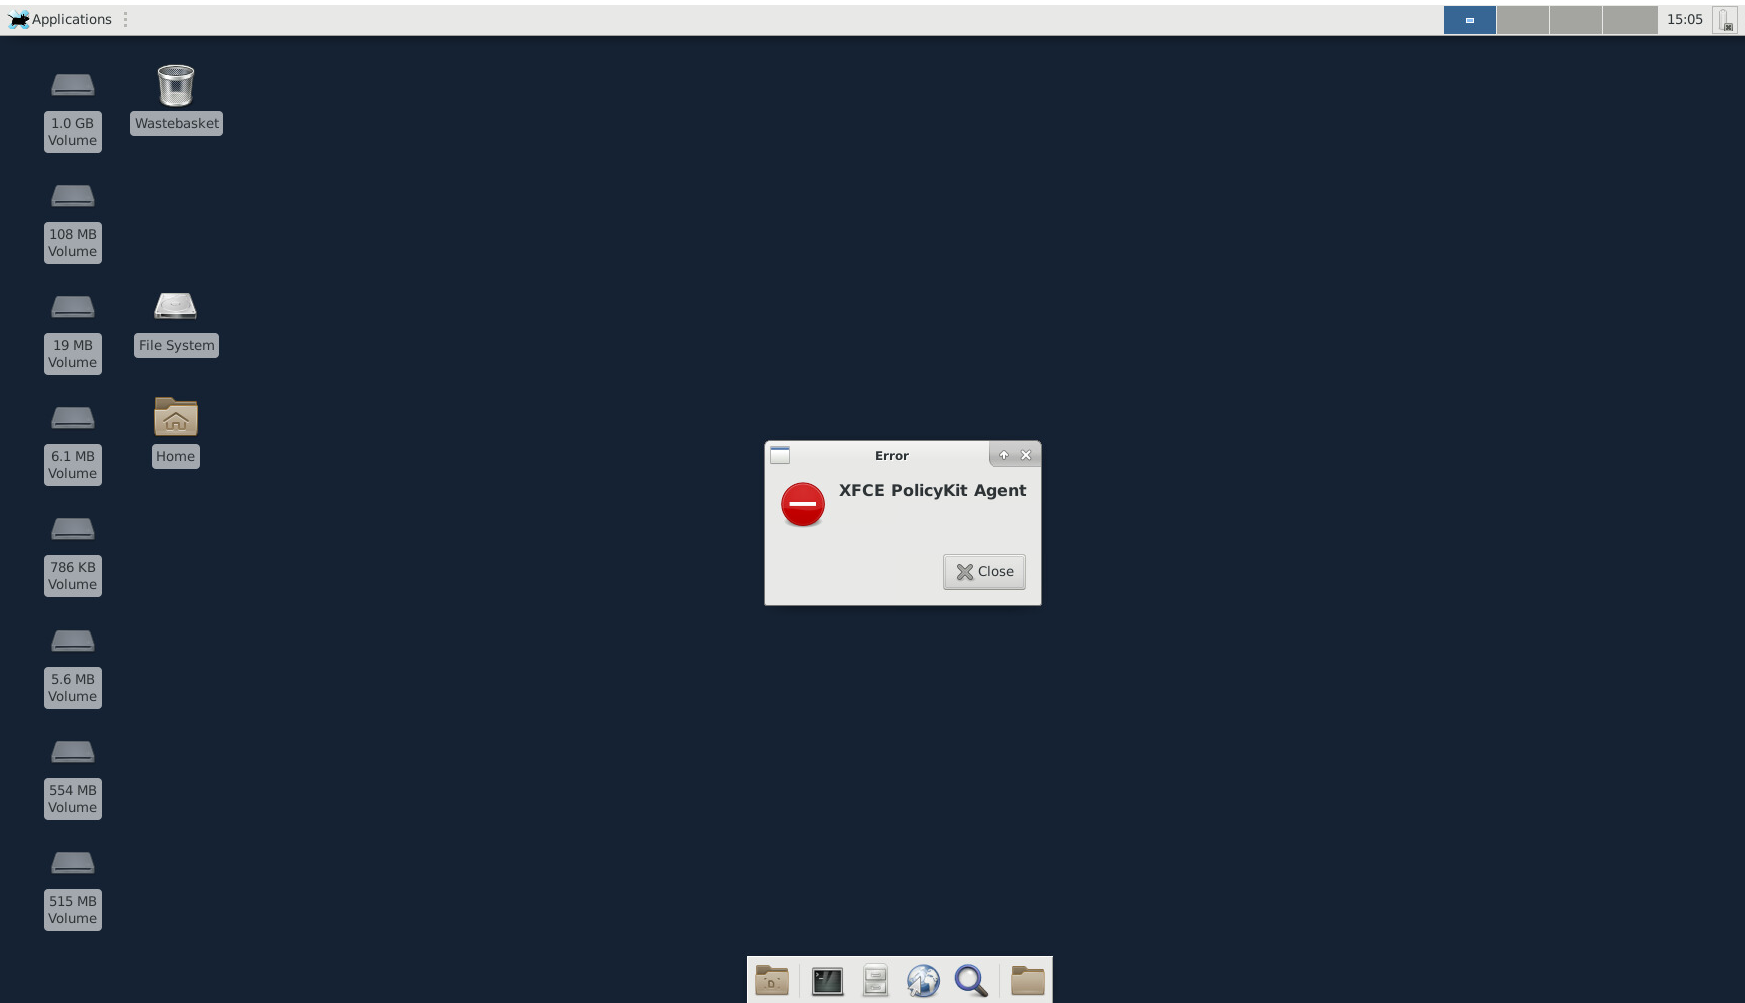 Applications
15:05
1.0 GB
Volume
Wastebasket
108 MB
Volume
19 MB
Volume
File System
6.1 MB
Volume
Home
Error
XFCE PolicyKit Agent
Close
786 KB
Volume
5.6 MB
Volume
554 MB
Volume
515 MB
Volume
D